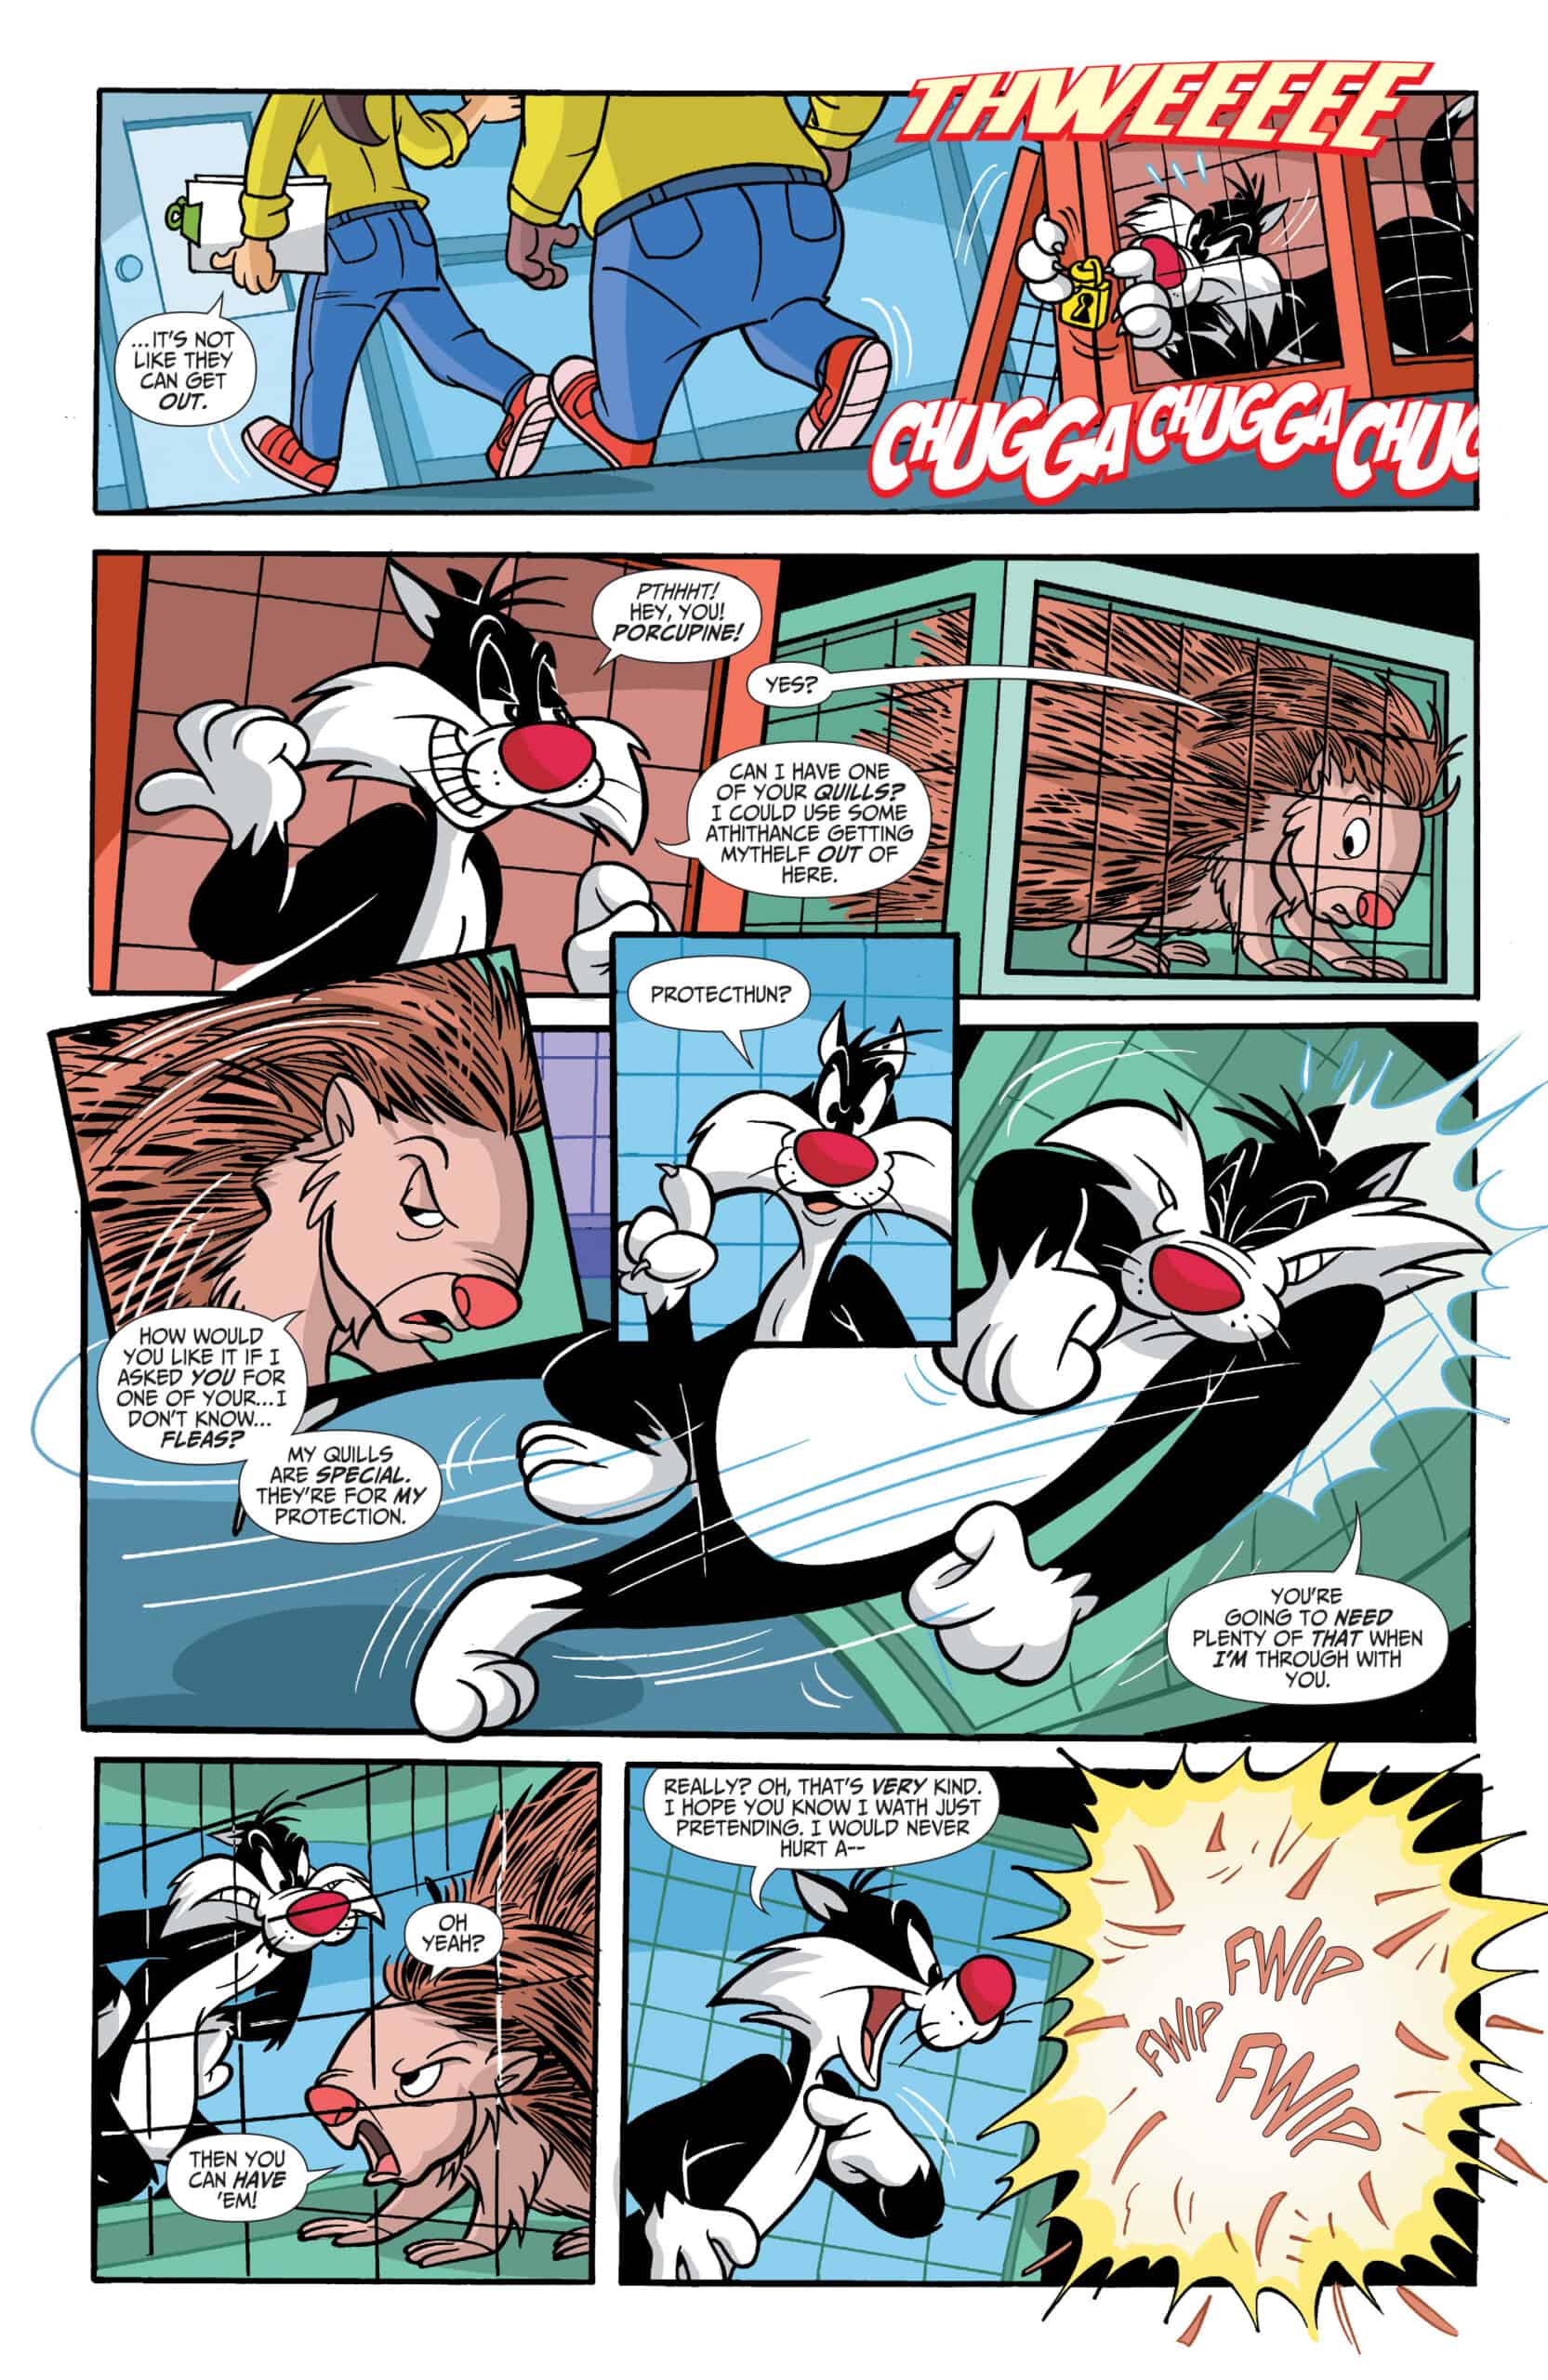 THWEEEEE
...IT'S NOT
LIKE THEY
CAN GET
OUT.
CHUGGA CHUGGA CHUG
PTHHHT!
HEY, YOU!
PORCUPINE!
YES?
CAN I HAVE ONE
OF YOUR QUILLS?
I COULD USE SOME
ATHITHANCE GETTING
MYTHELF OUT OF
HERE.
HOW WOULD
YOU LIKE IT IF I
ASKED YOU FOR
ONE OF YOUR...I
DON'T KNOW...
FLEAS?
MY QUILLS
ARE SPECIAL.
THEY'RE FOR MY
PROTECTION.
PROTECTHUN?
YOU'RE
GOING TO NEED
PLENTY OF THAT WHEN
I'M THROUGH WITH
YOU.
OH
YEAH?
THEN YOU
CAN HAVE
'EM!
REALLY? OH, THAT'S VERY KIND.
I HOPE YOU KNOW I WATH JUST
PRETENDING. I WOULD NEVER
HURT A--
FWIP
FWIP
FWIP